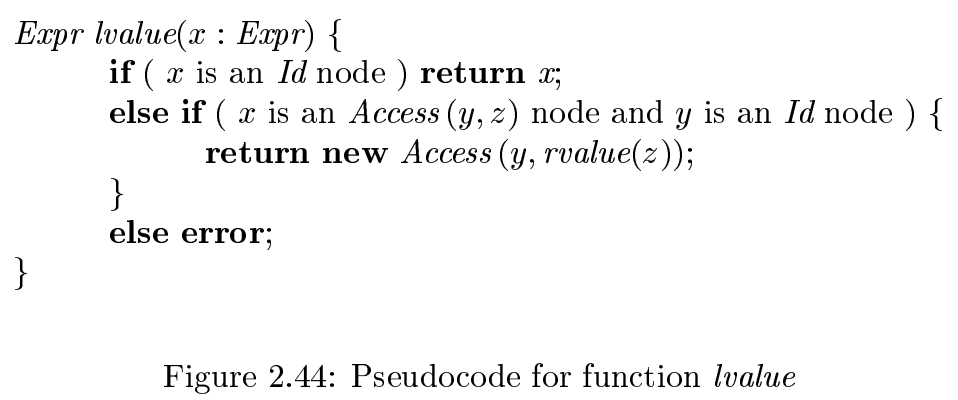 Expr lvalue(x : Expr) {
if ( x is an Id node ) return x;
else if ( x is an Access (y, z) node and y is an Id node ) {
return new Access (y, rvalue(z));
}
else error;
}
Figure 2.44: Pseudocode for function lvalue